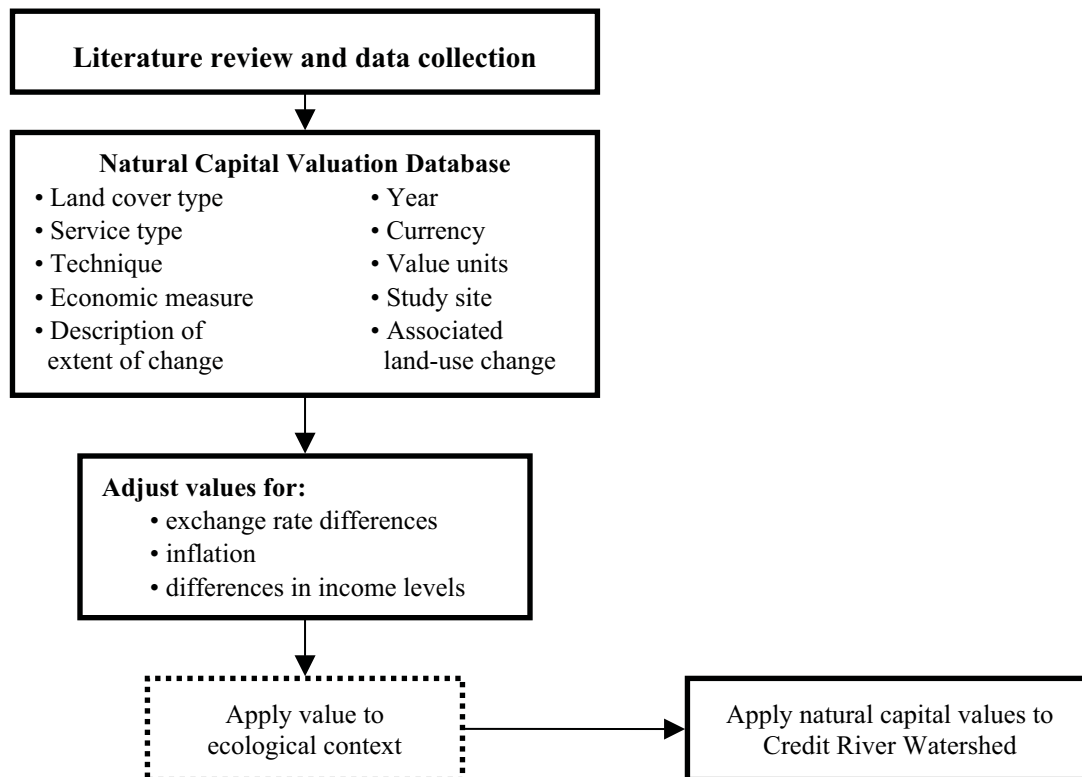 Literature review and data collection
Natural Capital Valuation Database
• Land cover type
• Service type
• Technique
• Economic measure
• Description of
extent of change
• Year
• Currency
• Value units
• Study site
• Associated
land-use change
Adjust values for:
• exchange rate differences
• inflation
• differences in income levels
Apply value to
ecological context
Apply natural capital values to
Credit River Watershed